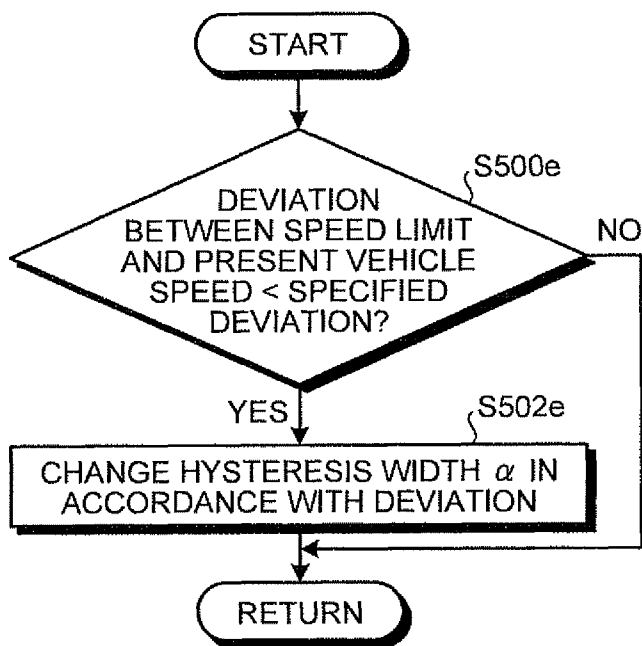 START
S500e
DEVIATION
BETWEEN SPEED LIMIT
AND PRESENT VEHICLE
SPEED < SPECIFIED
DEVIATION?
NO
YES
S502e
CHANGE HYSTERESIS WIDTH α IN
ACCORDANCE WITH DEVIATION
RETURN